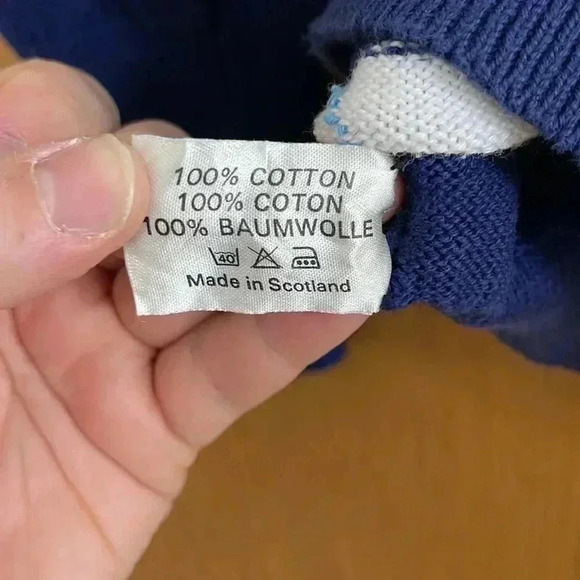 100% COTTON
100% COTON
100% BAUMWOLLE
40
Made in Scotland